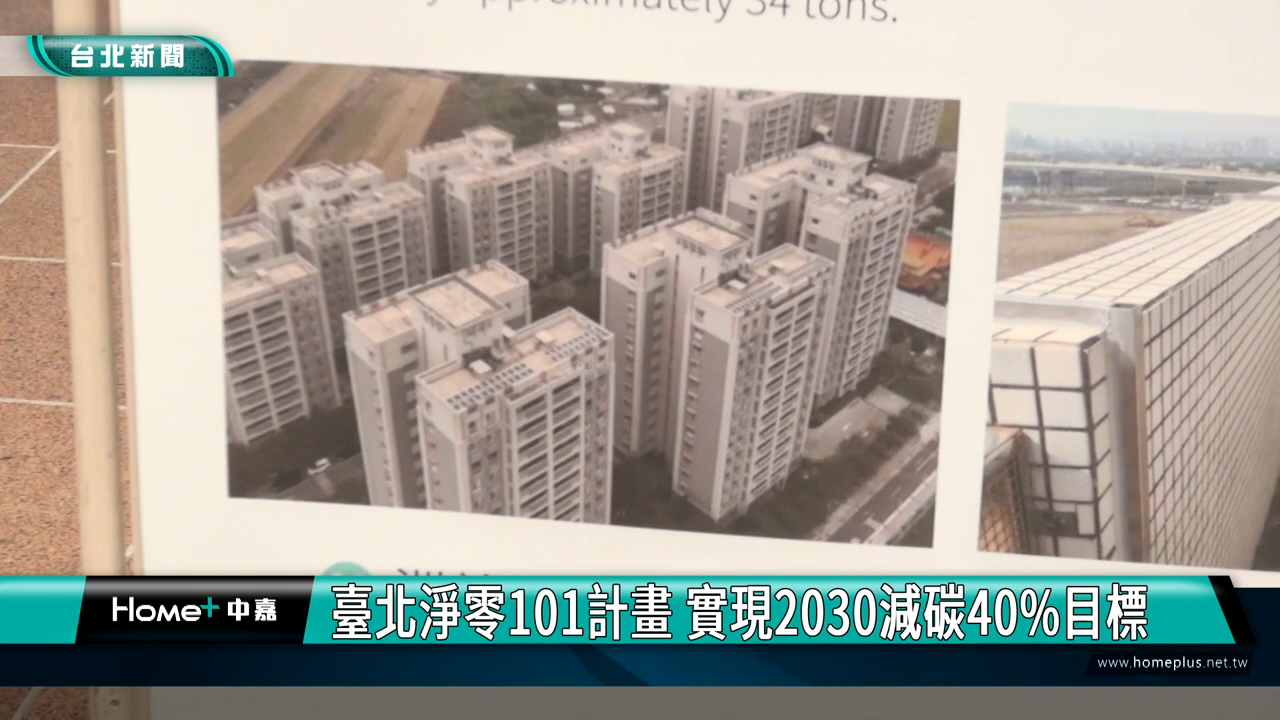 approximately 34 tons.
台北新聞
Home+中嘉
臺北淨零101計畫 實現2030減碳40%目標
www.homeplus.net.tw